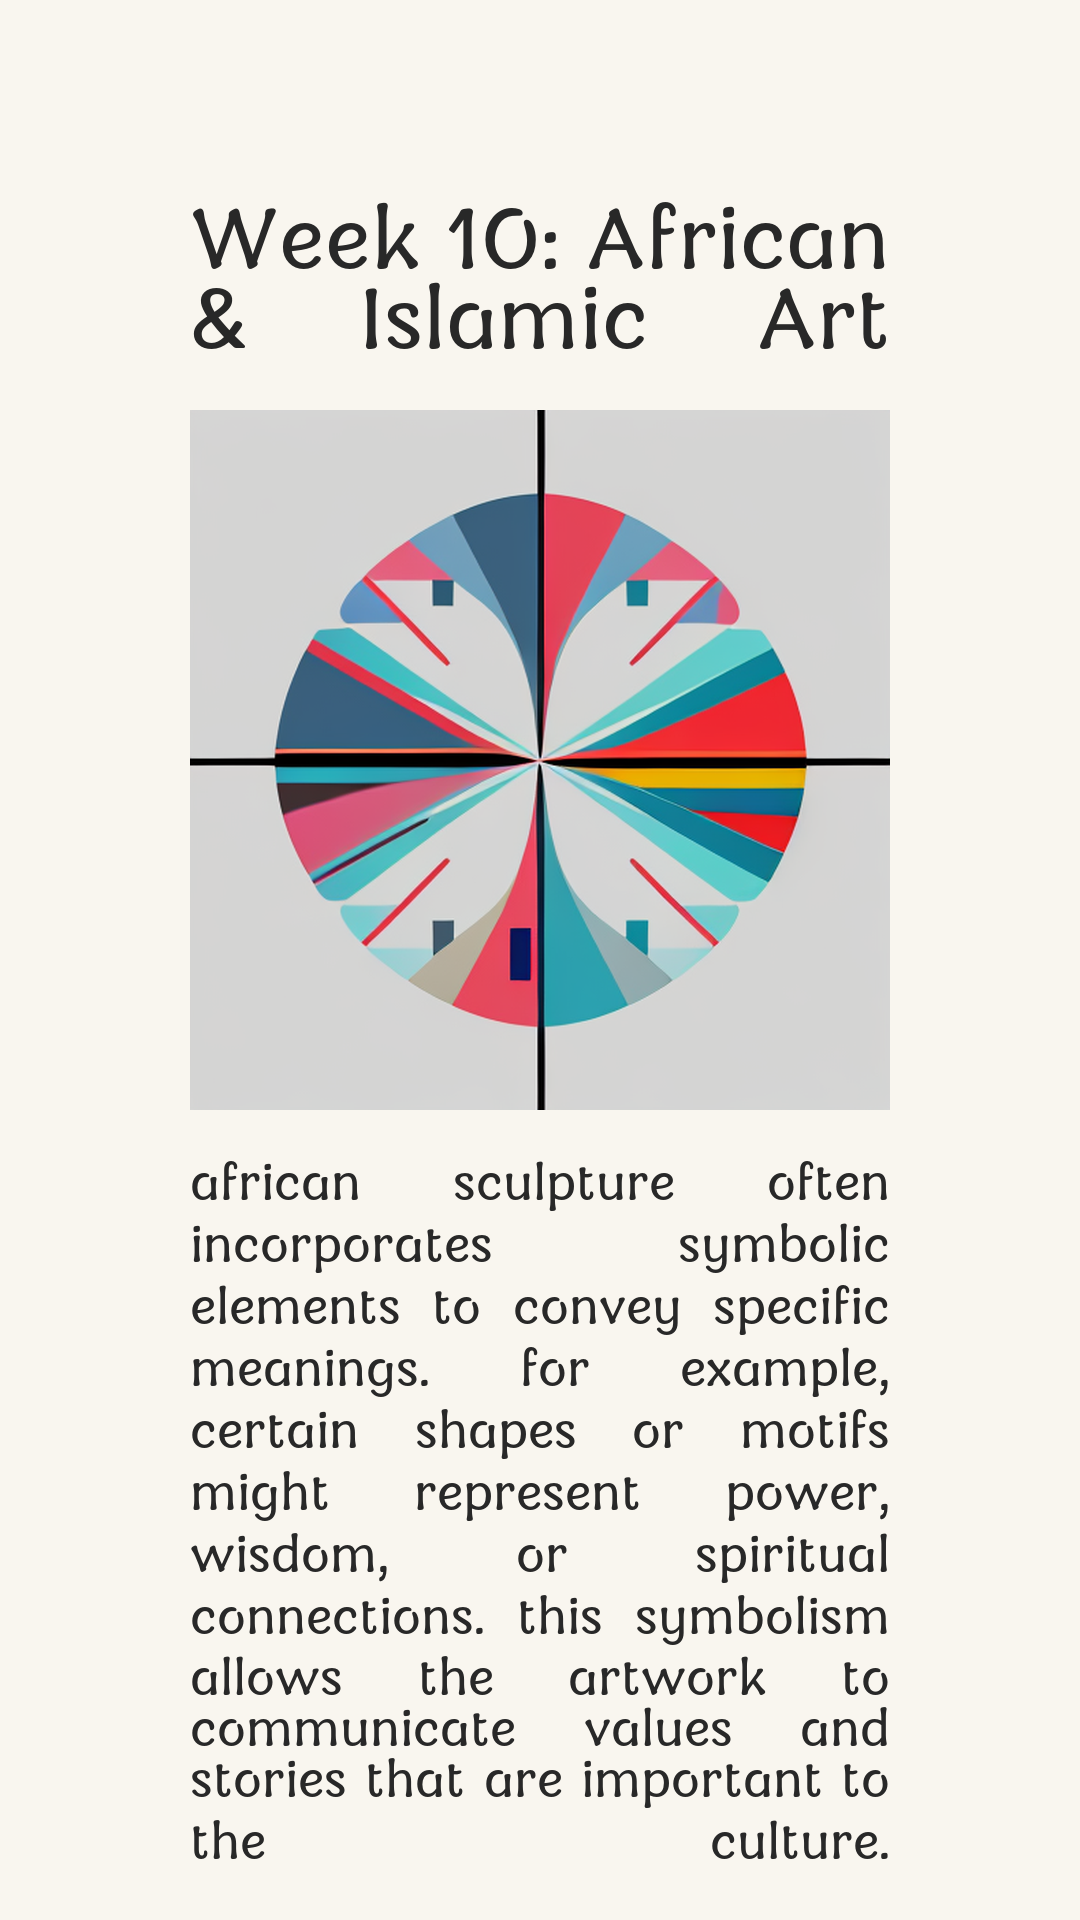 Week 10: African
& Islamic Art
african sculpture often
incorporates symbolic
elements to convey specific
meanings. for example,
certain shapes or motifs
might represent power,
wisdom, or spiritual
connections. this symbolism
allows the artwork to
communicate values and
stories that are important to
the culture.